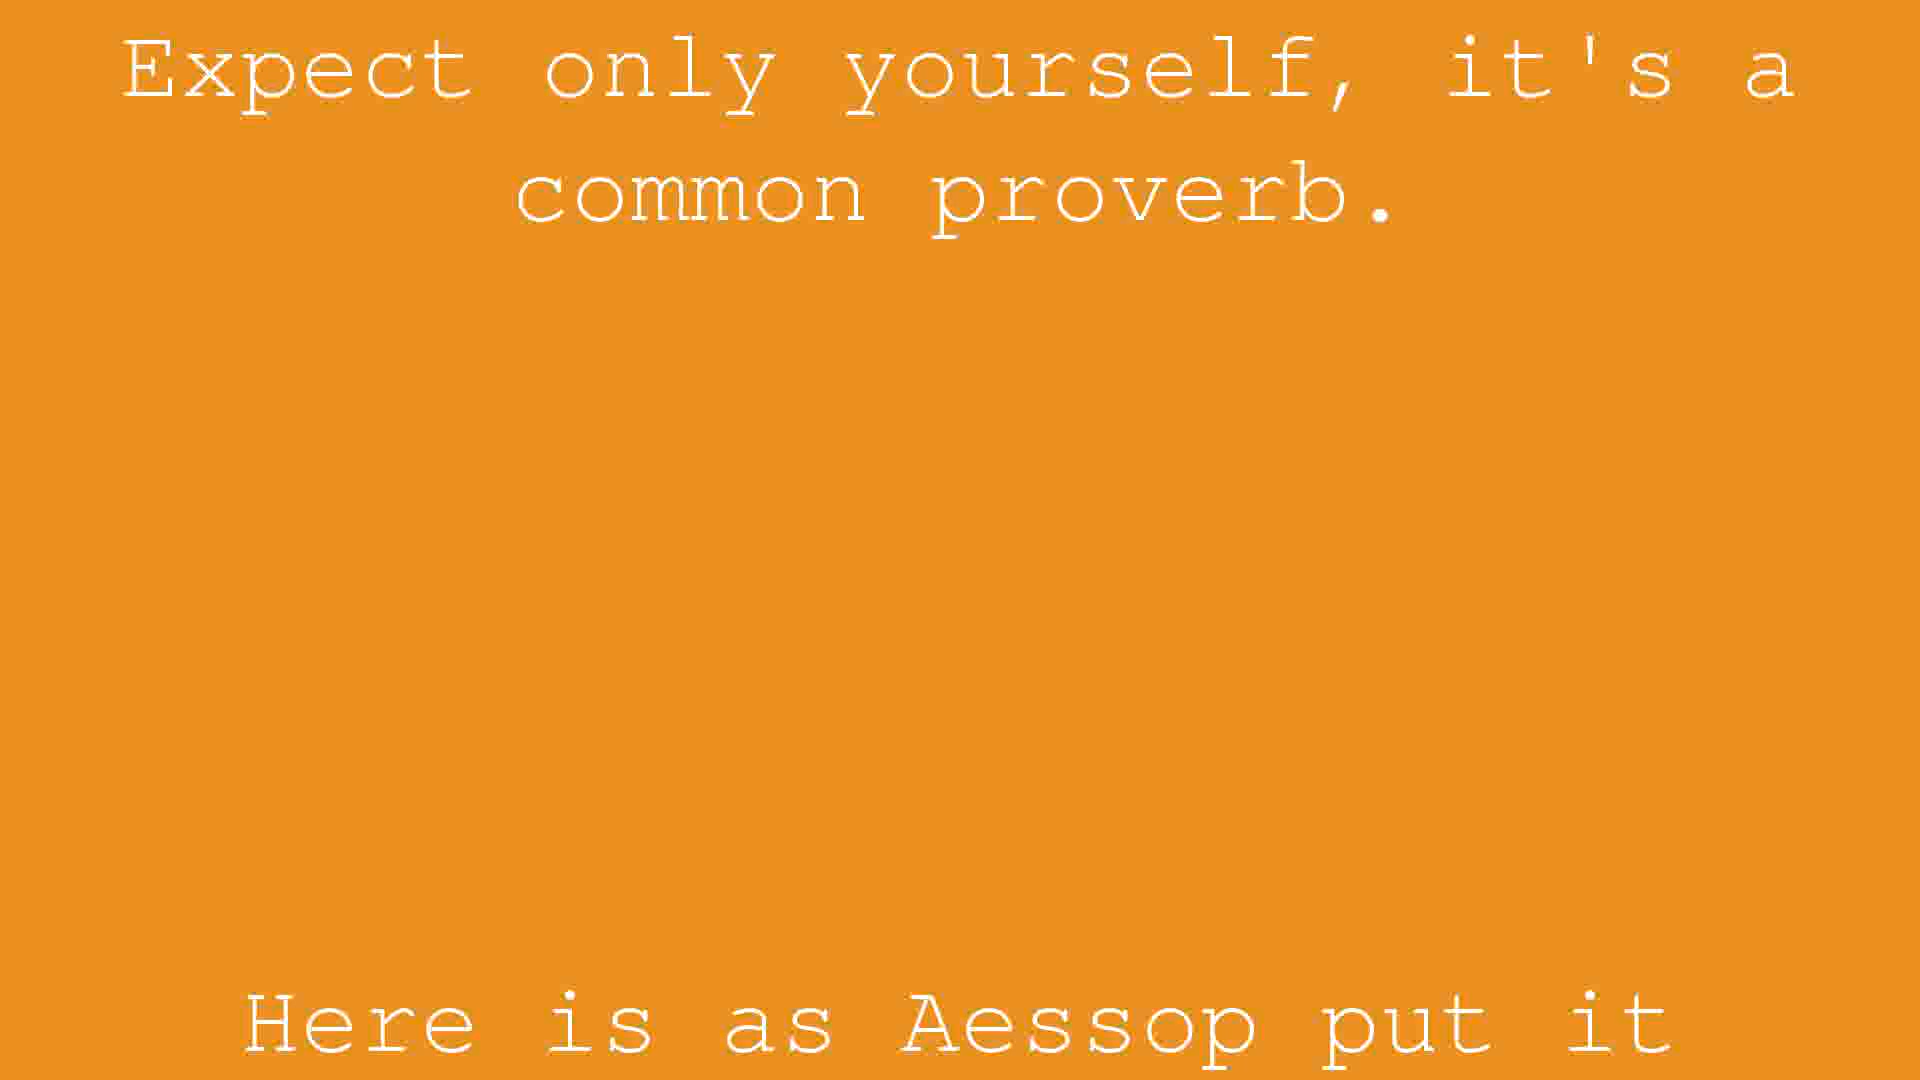 Expect only yourself, it's a
common proverb.
Here is as Aessop put it